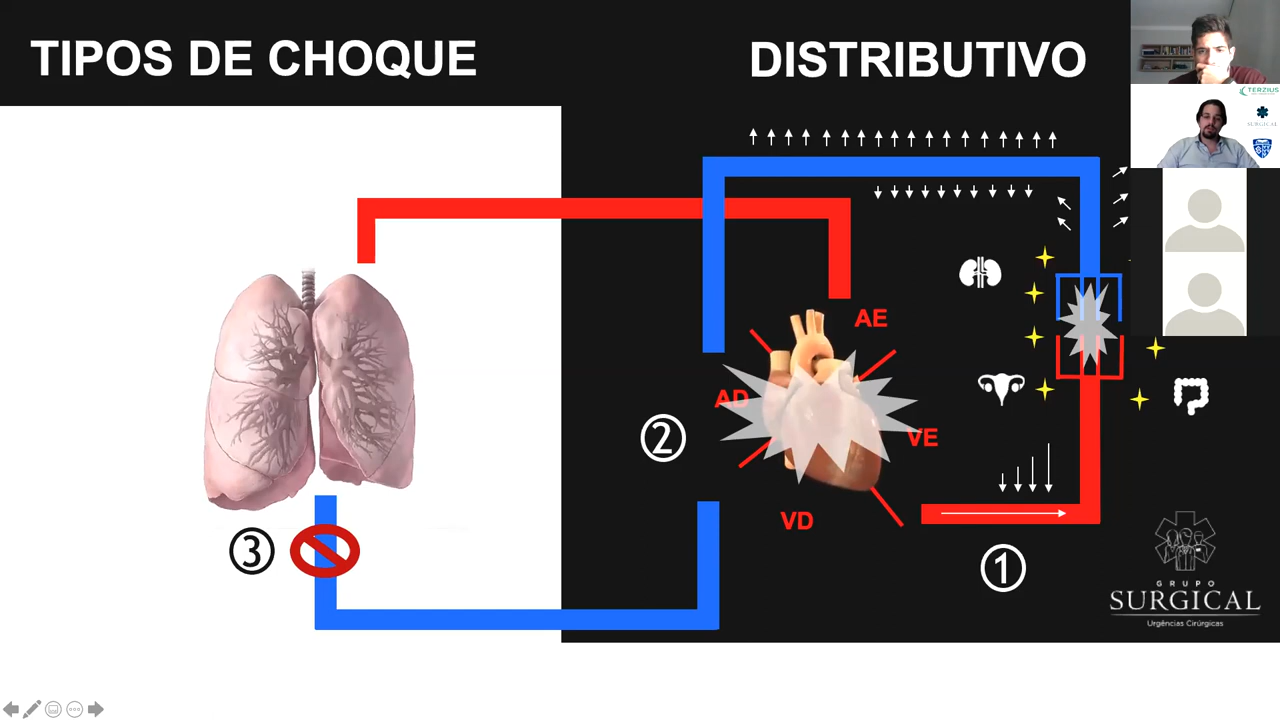 TIPOS DE CHOQUE
DISTRIBUTIVO
TERZIUS
SURGICAL
AE
AD
VE
VD
②
③
①
GRUPO
SURGICAL
Urgências Cirúrgicas